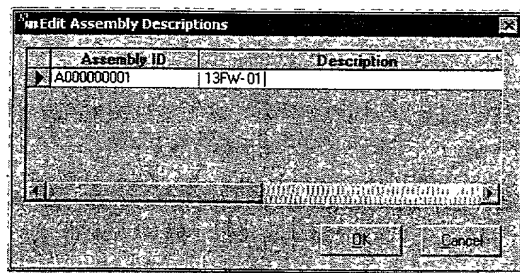 Edit Assembly Descriptions
Assembly ID Description
A000000001 13FW-01
OK Cancel